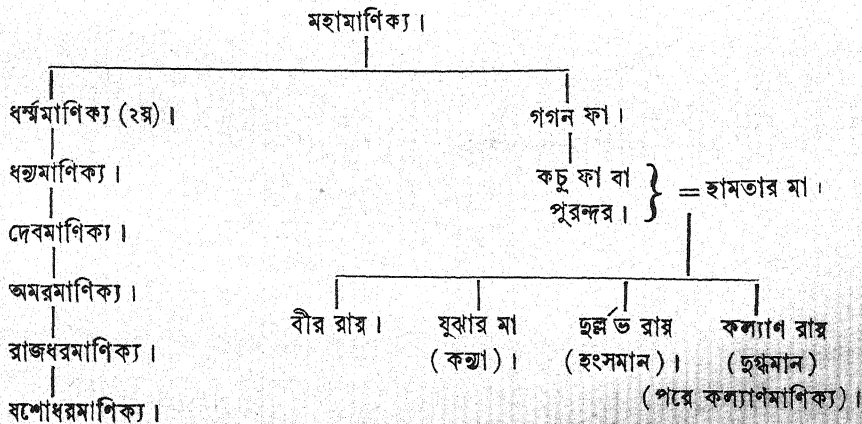 মহামাণিক্য।
ধর্ম্মমাণিক্য (২য়)।
গগন ফা।
ধন্যমাণিক্য।
কচু ফা বা
পুরন্দর।
} = হামতার মা।
দেবমাণিক্য।
অমরমাণিক্য।
রাজধরমাণিক্য।
যশোধরমাণিক্য।
বীর রায়।
যুঝার মা
(কন্যা)।
দুর্ল্লভ রায়
(হংসমান)।
কল্যাণ রায়
(দুগ্ধমান)
(পরে কল্যাণমাণিক্য)।